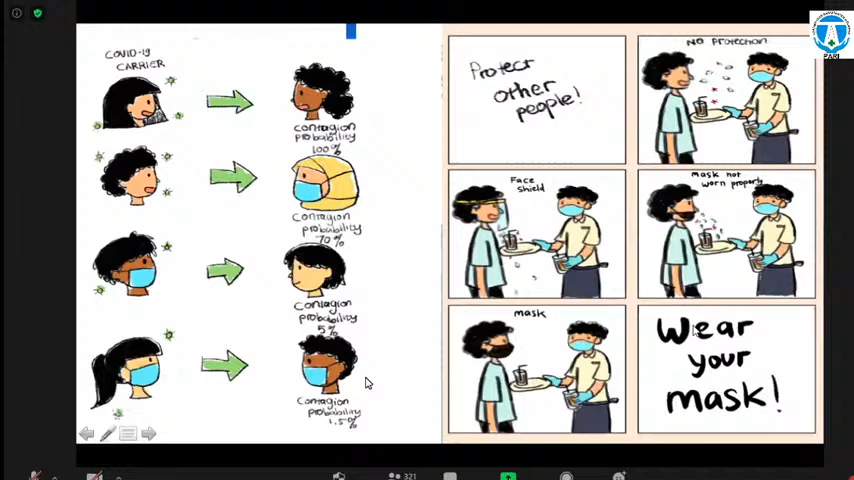 COVID-19
CARRIER
contagion
probability
100%
Contagion
probability
70%
Contagion
probability
5%
Contagion
probability
1.5%
Protect
other
people!
No protection
Face
shield
mask not
worn properly
mask
Wear
your
mask!
321